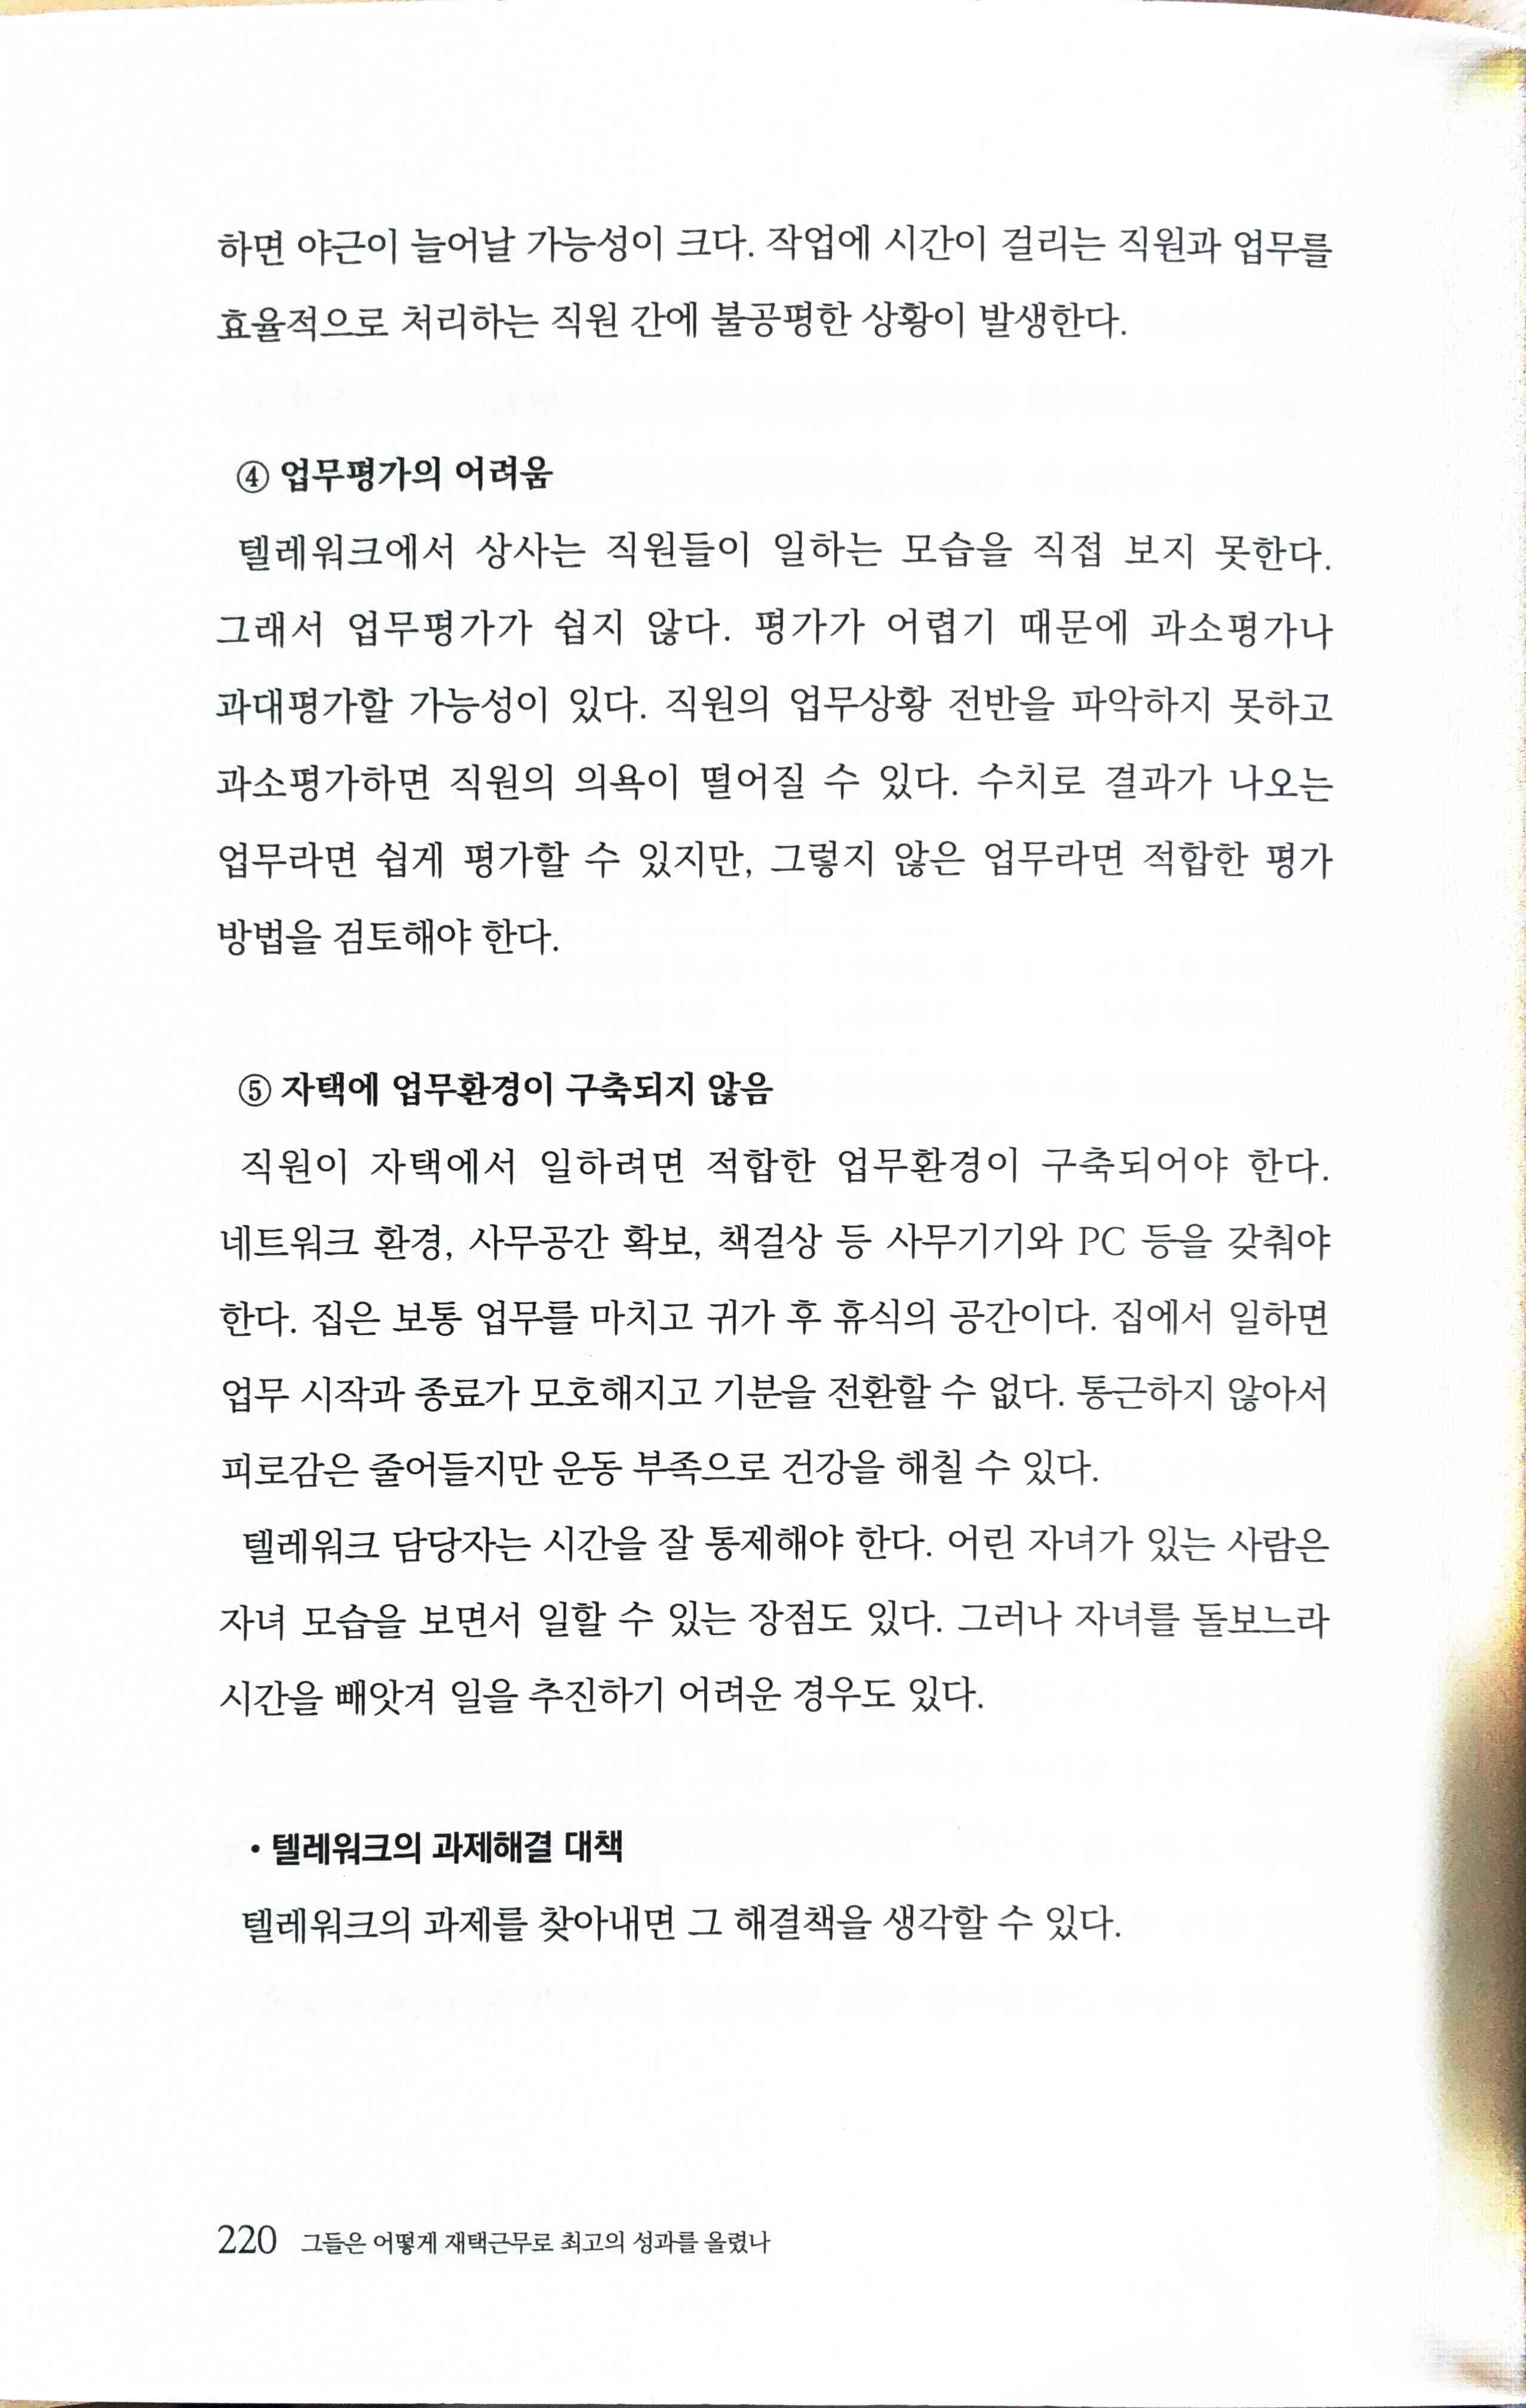 하면 야근이 늘어날 가능성이 크다. 작업에 시간이 걸리는 직원과 업무를
효율적으로 처리하는 직원 간에 불공평한 상황이 발생한다.
④ 업무평가의 어려움
텔레워크에서 상사는 직원들이 일하는 모습을 직접 보지 못한다.
그래서 업무평가가 쉽지 않다. 평가가 어렵기 때문에 과소평가나
과대평가할 가능성이 있다. 직원의 업무상황 전반을 파악하지 못하고
과소평가하면 직원의 의욕이 떨어질 수 있다. 수치로 결과가 나오는
업무라면 쉽게 평가할 수 있지만, 그렇지 않은 업무라면 적합한 평가
방법을 검토해야 한다.
⑤ 자택에 업무환경이 구축되지 않음
직원이 자택에서 일하려면 적합한 업무환경이 구축되어야 한다.
네트워크 환경, 사무공간 확보, 책걸상 등 사무기기와 PC 등을 갖춰야
한다. 집은 보통 업무를 마치고 귀가 후 휴식의 공간이다. 집에서 일하면
업무 시작과 종료가 모호해지고 기분을 전환할 수 없다. 통근하지 않아서
피로감은 줄어들지만 운동 부족으로 건강을 해칠 수 있다.
텔레워크 담당자는 시간을 잘 통제해야 한다. 어린 자녀가 있는 사람은
자녀 모습을 보면서 일할 수 있는 장점도 있다. 그러나 자녀를 돌보느라
시간을 빼앗겨 일을 추진하기 어려운 경우도 있다.
• 텔레워크의 과제해결 대책
텔레워크의 과제를 찾아내면 그 해결책을 생각할 수 있다.
220 그들은 어떻게 재택근무로 최고의 성과를 올렸나